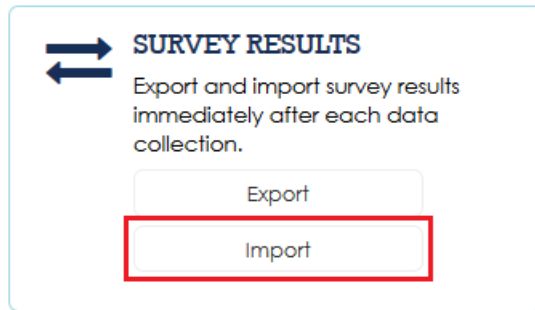 SURVEY RESULTS
Export and import survey results
immediately after each data
collection.
Export
Import